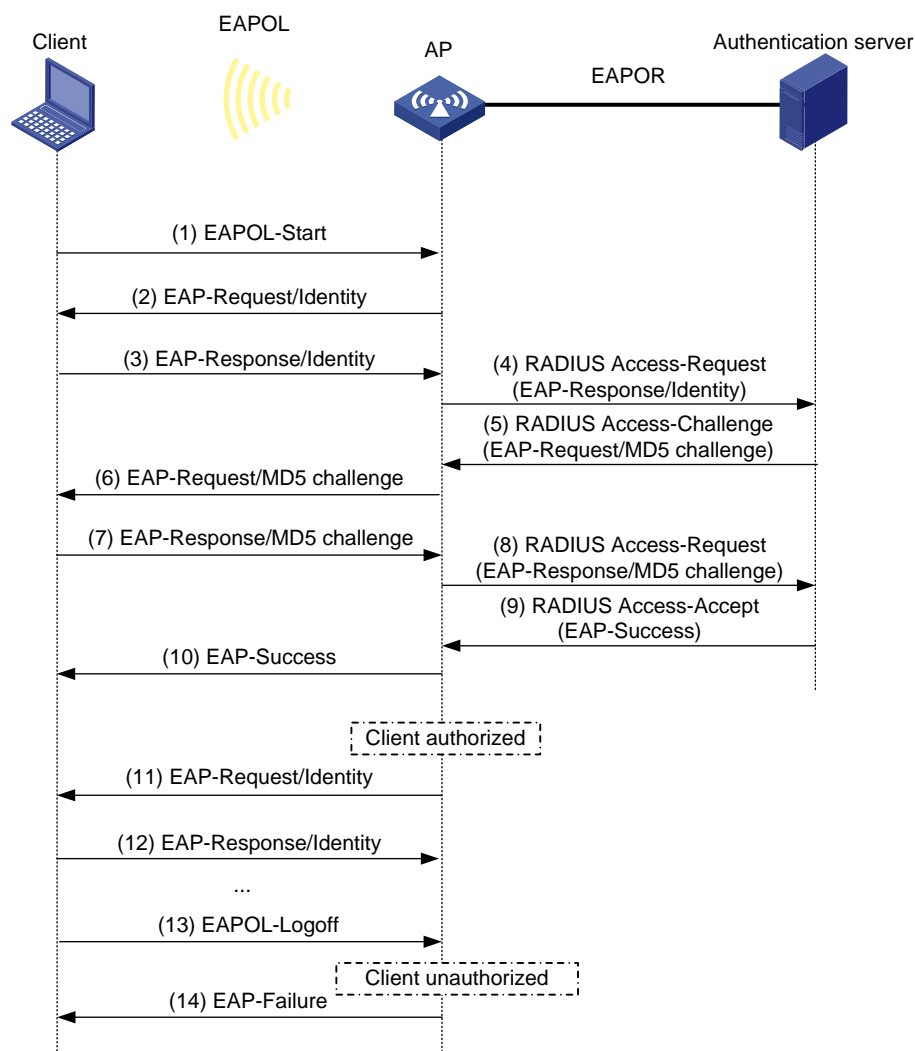 EAPOL
Client
AP
Authentication server
EAPOR
(1) EAPOL-Start
(2) EAP-Request/Identity
(3) EAP-Response/Identity
(4) RADIUS Access-Request
(EAP-Response/Identity)
(5) RADIUS Access-Challenge
(EAP-Request/MD5 challenge)
(6) EAP-Request/MD5 challenge
(7) EAP-Response/MD5 challenge
(8) RADIUS Access-Request
(EAP-Response/MD5 challenge)
(9) RADIUS Access-Accept
(EAP-Success)
(10) EAP-Success
Client authorized
(11) EAP-Request/Identity
(12) EAP-Response/Identity
...
(13) EAPOL-Logoff
Client unauthorized
(14) EAP-Failure